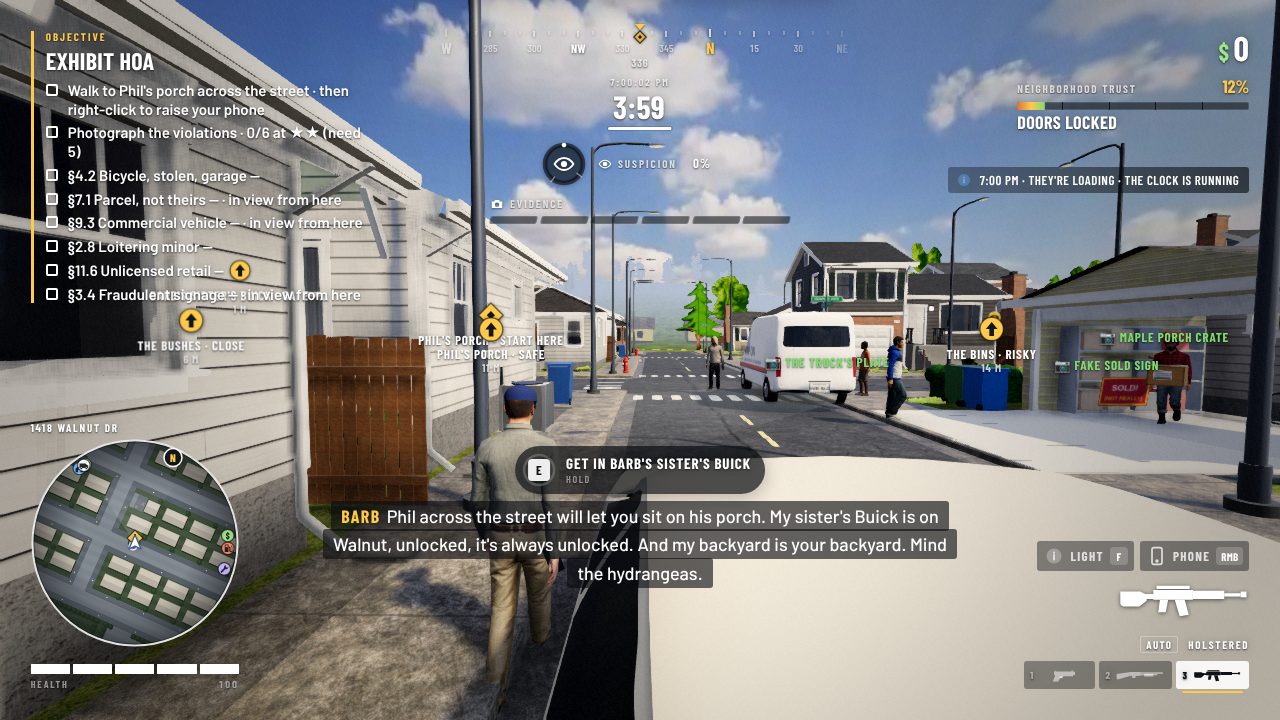 OBJECTIVE
EXHIBIT HOA
Walk to Phil's porch across the street · then
right-click to raise your phone
Photograph the violations · 0/6 at ★★ (need
5)
§4.2 Bicycle, stolen, garage —
§7.1 Parcel, not theirs — · in view from here
§9.3 Commercial vehicle — · in view from here
§2.8 Loitering minor —
§11.6 Unlicensed retail —
§3.4 Fraudulent signage — · in view from here
W 285 300 NW 330 345 N 15 30 NE
336
7:00:02 PM
3:59
SUSPICION 0%
EVIDENCE
$0
NEIGHBORHOOD TRUST 12%
DOORS LOCKED
7:00 PM · THEY'RE LOADING · THE CLOCK IS RUNNING
THE BUSHES · CLOSE
6 M
PHIL'S PORCH · START HERE
PHIL'S PORCH · SAFE
11 M
THE TRUCK'S PLATE
THE BINS · RISKY
14 M
MAPLE PORCH CRATE
FAKE SOLD SIGN
SOLD!
(NOT REALLY)
1418 WALNUT DR
N
E GET IN BARB'S SISTER'S BUICK
HOLD
BARB Phil across the street will let you sit on his porch. My sister's Buick is on
Walnut, unlocked, it's always unlocked. And my backyard is your backyard. Mind
the hydrangeas.
LIGHT F
PHONE RMB
AUTO HOLSTERED
1 2 3
HEALTH 100